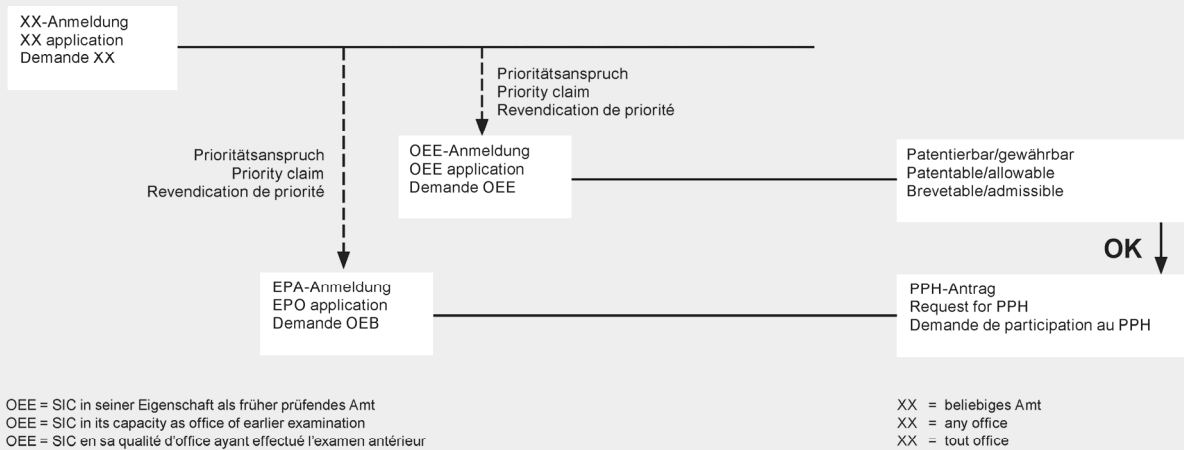 XX-Anmeldung
XX application
Demande XX
Prioritätsanspruch
Priority claim
Revendication de priorité
Prioritätsanspruch
Priority claim
Revendication de priorité
OEE-Anmeldung
OEE application
Demande OEE
Patentierbar/gewährbar
Patentable/allowable
Brevetable/admissible
OK
EPA-Anmeldung
EPO application
Demande OEB
PPH-Antrag
Request for PPH
Demande de participation au PPH
OEE = SIC in seiner Eigenschaft als früher prüfendes Amt
OEE = SIC in its capacity as office of earlier examination
OEE = SIC en sa qualité d'office ayant effectué l'examen antérieur
XX = beliebiges Amt
XX = any office
XX = tout office